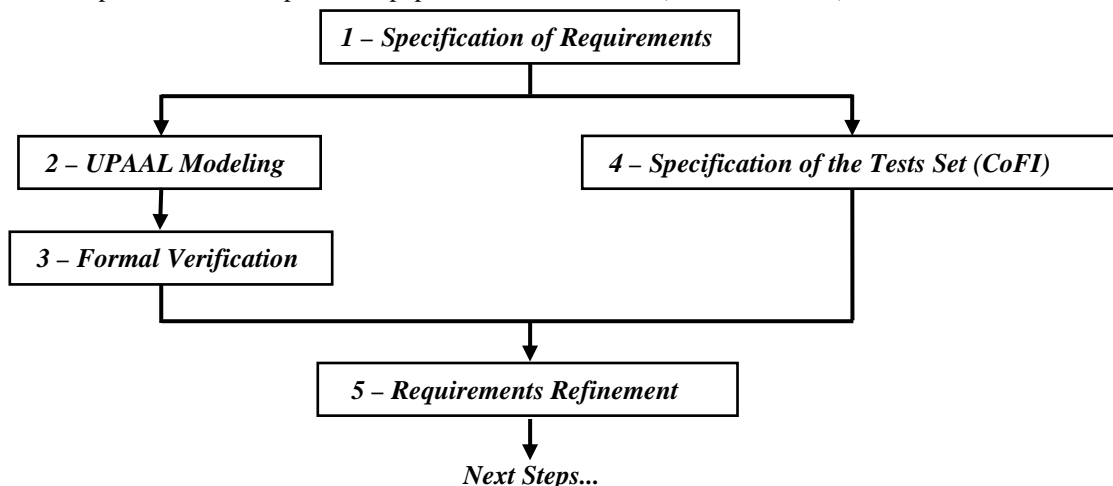 1 – Specification of Requirements
2 – UPAAL Modeling
4 – Specification of the Tests Set (CoFI)
3 – Formal Verification
5 – Requirements Refinement
Next Steps...